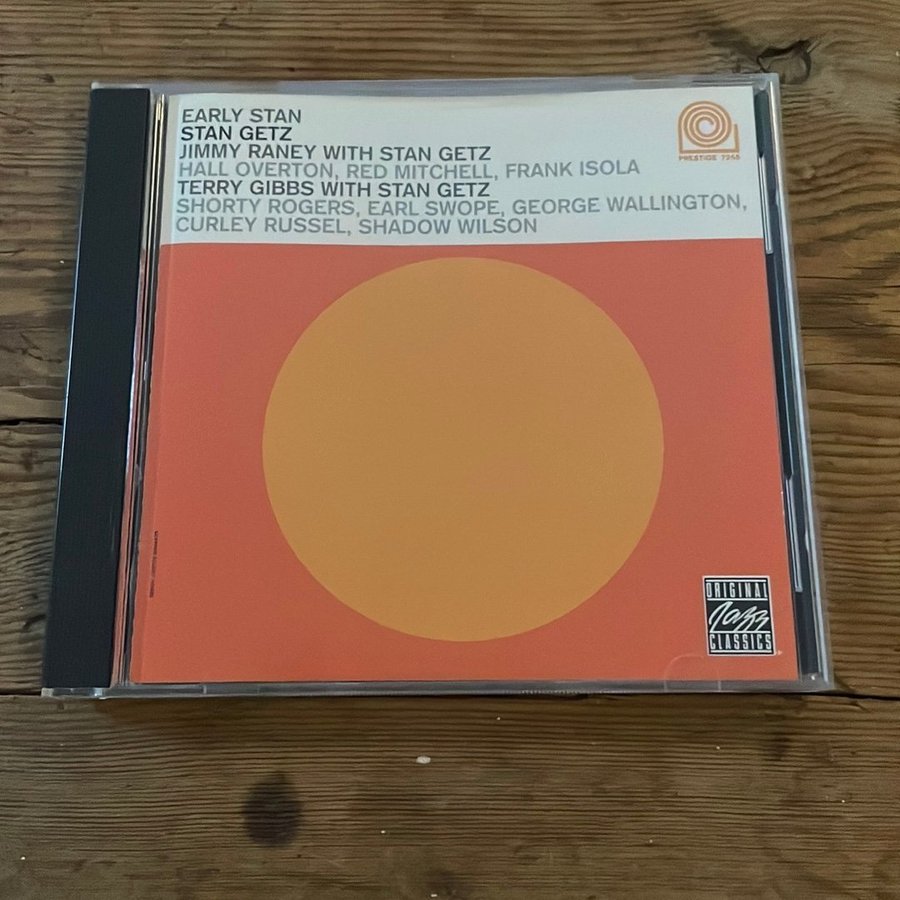 EARLY STAN
STAN GETZ
JIMMY RANEY WITH STAN GETZ
HALL OVERTON, RED MITCHELL, FRANK ISOLA
TERRY GIBBS WITH STAN GETZ
SHORTY ROGERS, EARL SWOPE, GEORGE WALLINGTON,
CURLEY RUSSEL, SHADOW WILSON
PRESTIGE 7255
ORIGINAL
Jazz
CLASSICS